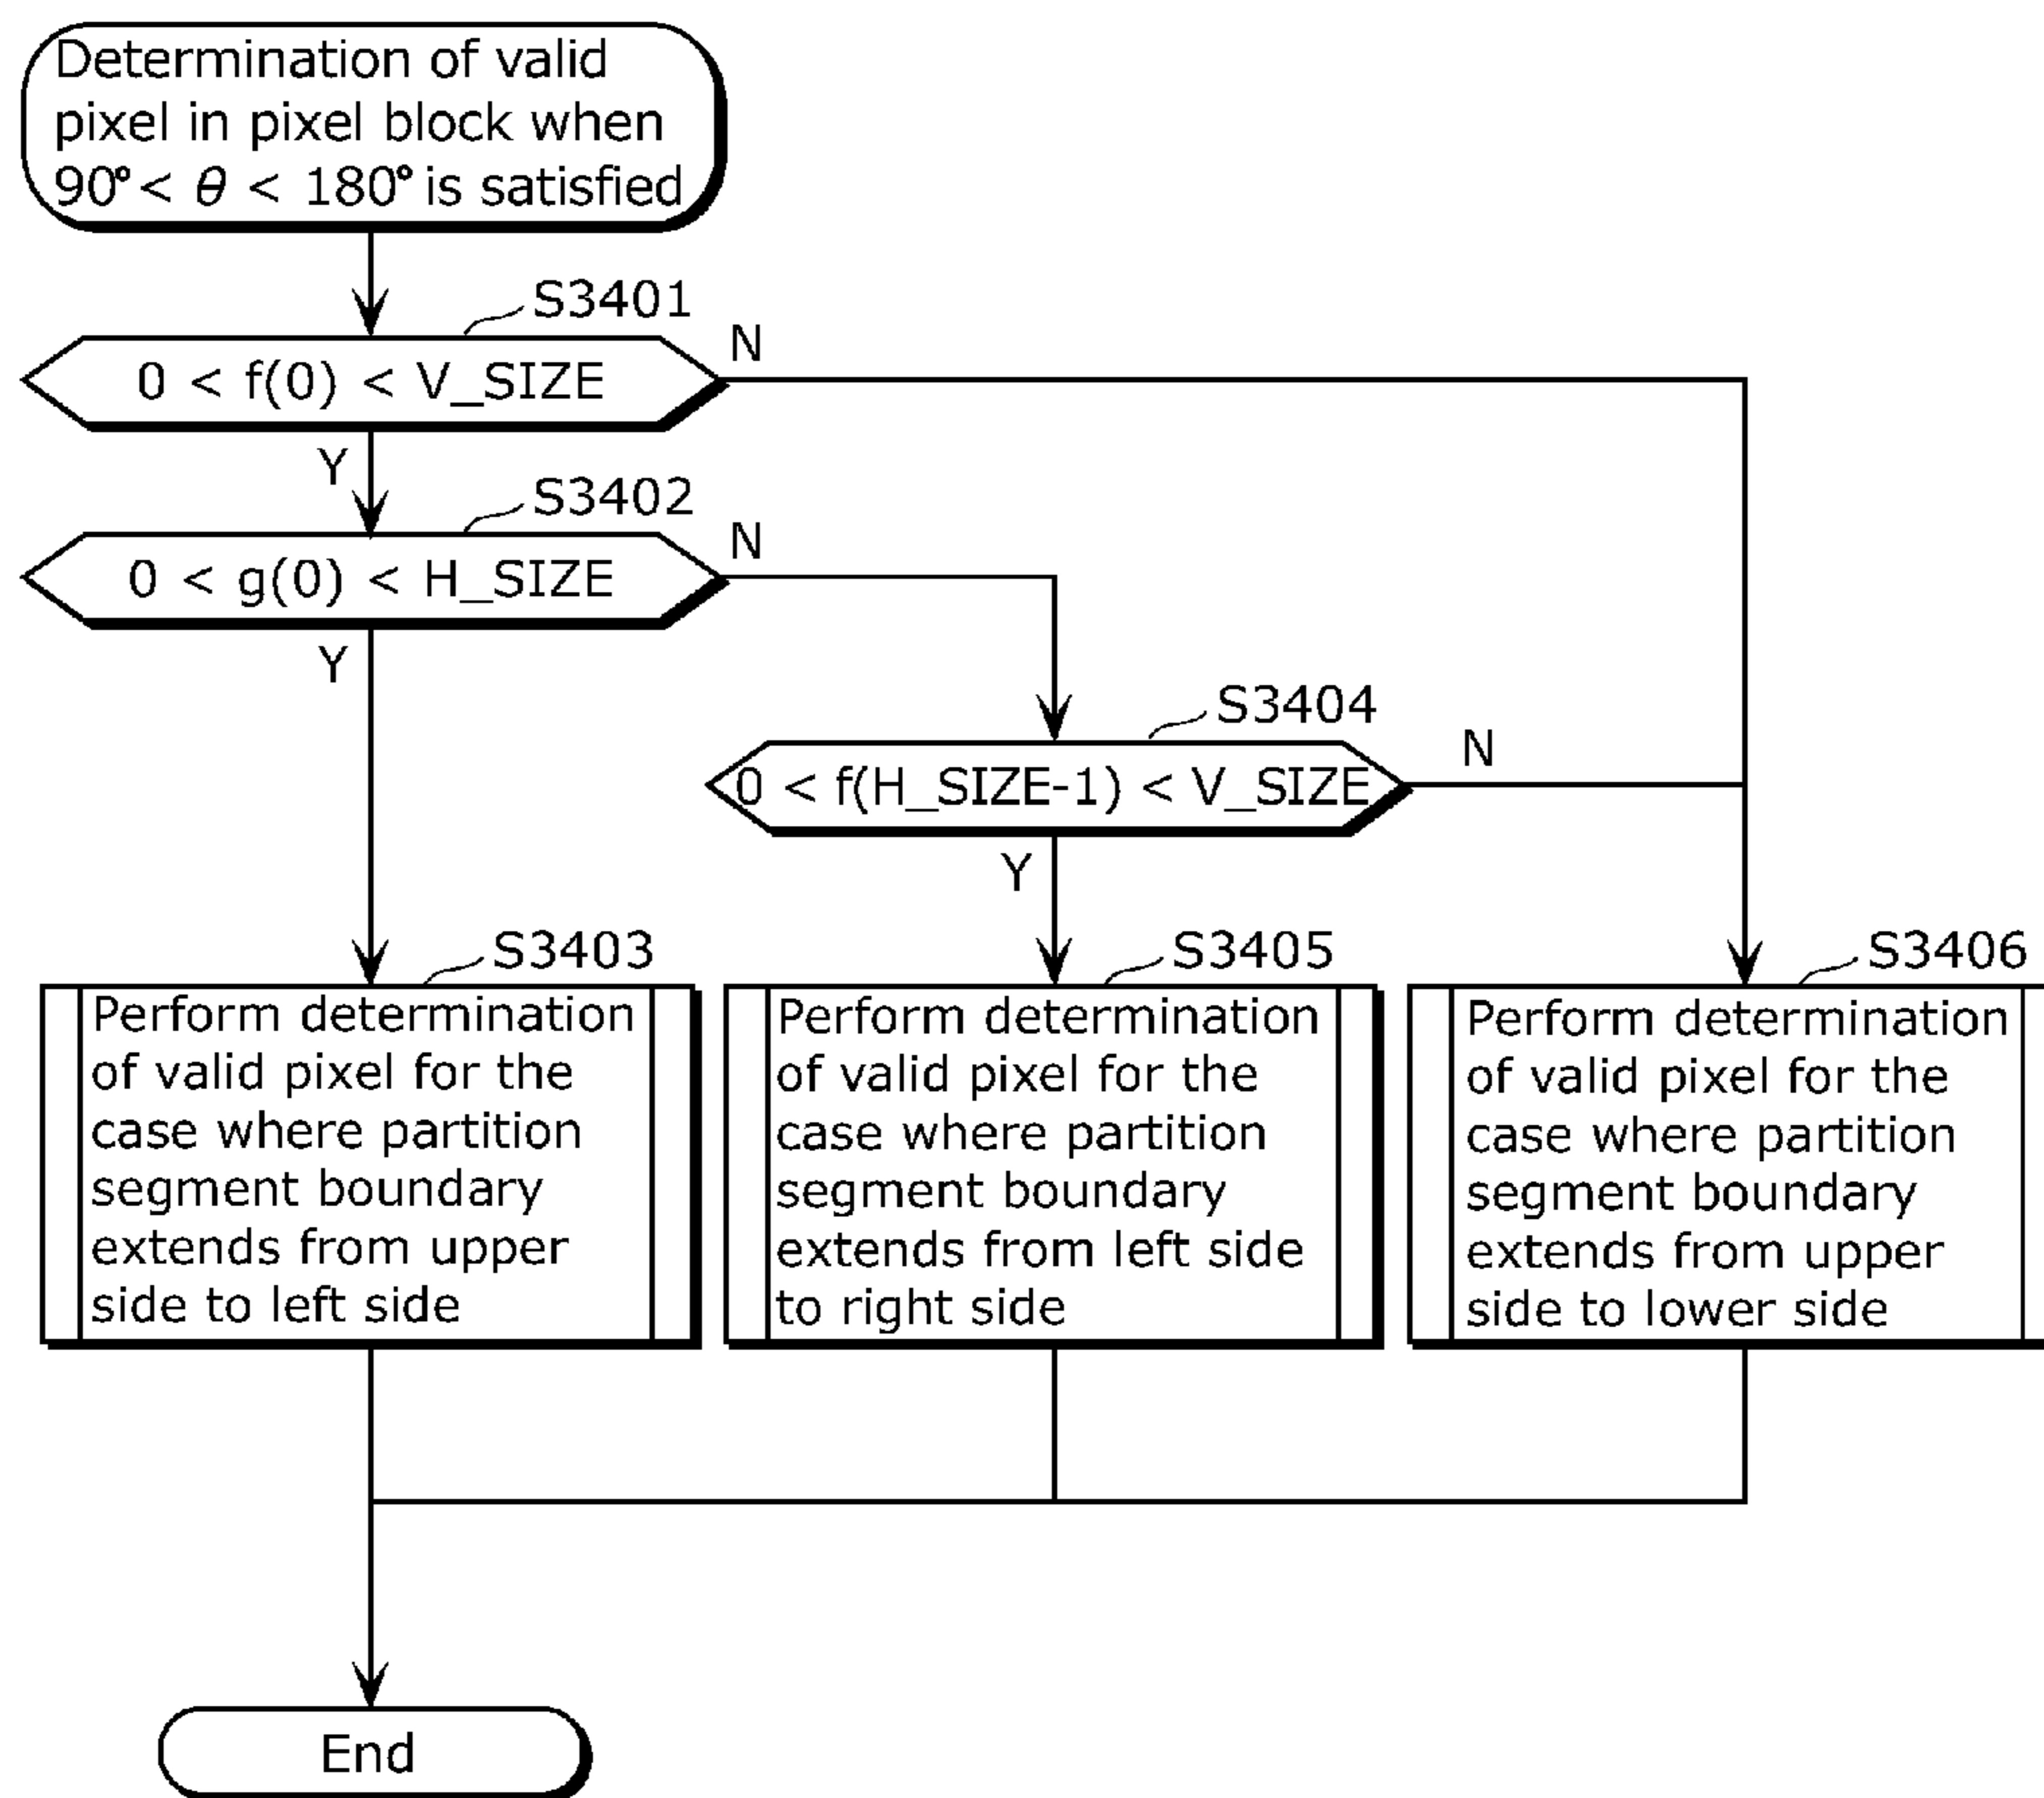 Determination of valid
pixel in pixel block when
90°< θ < 180° is satisfied
S3401
0 < f(0) < V_SIZE
N
Y
S3402
0 < g(0) < H_SIZE
N
Y
S3404
0 < f(H_SIZE-1) < V_SIZE
N
Y
S3403
Perform determination
of valid pixel for the
case where partition
segment boundary
extends from upper
side to left side
S3405
Perform determination
of valid pixel for the
case where partition
segment boundary
extends from left side
to right side
S3406
Perform determination
of valid pixel for the
case where partition
segment boundary
extends from upper
side to lower side
End